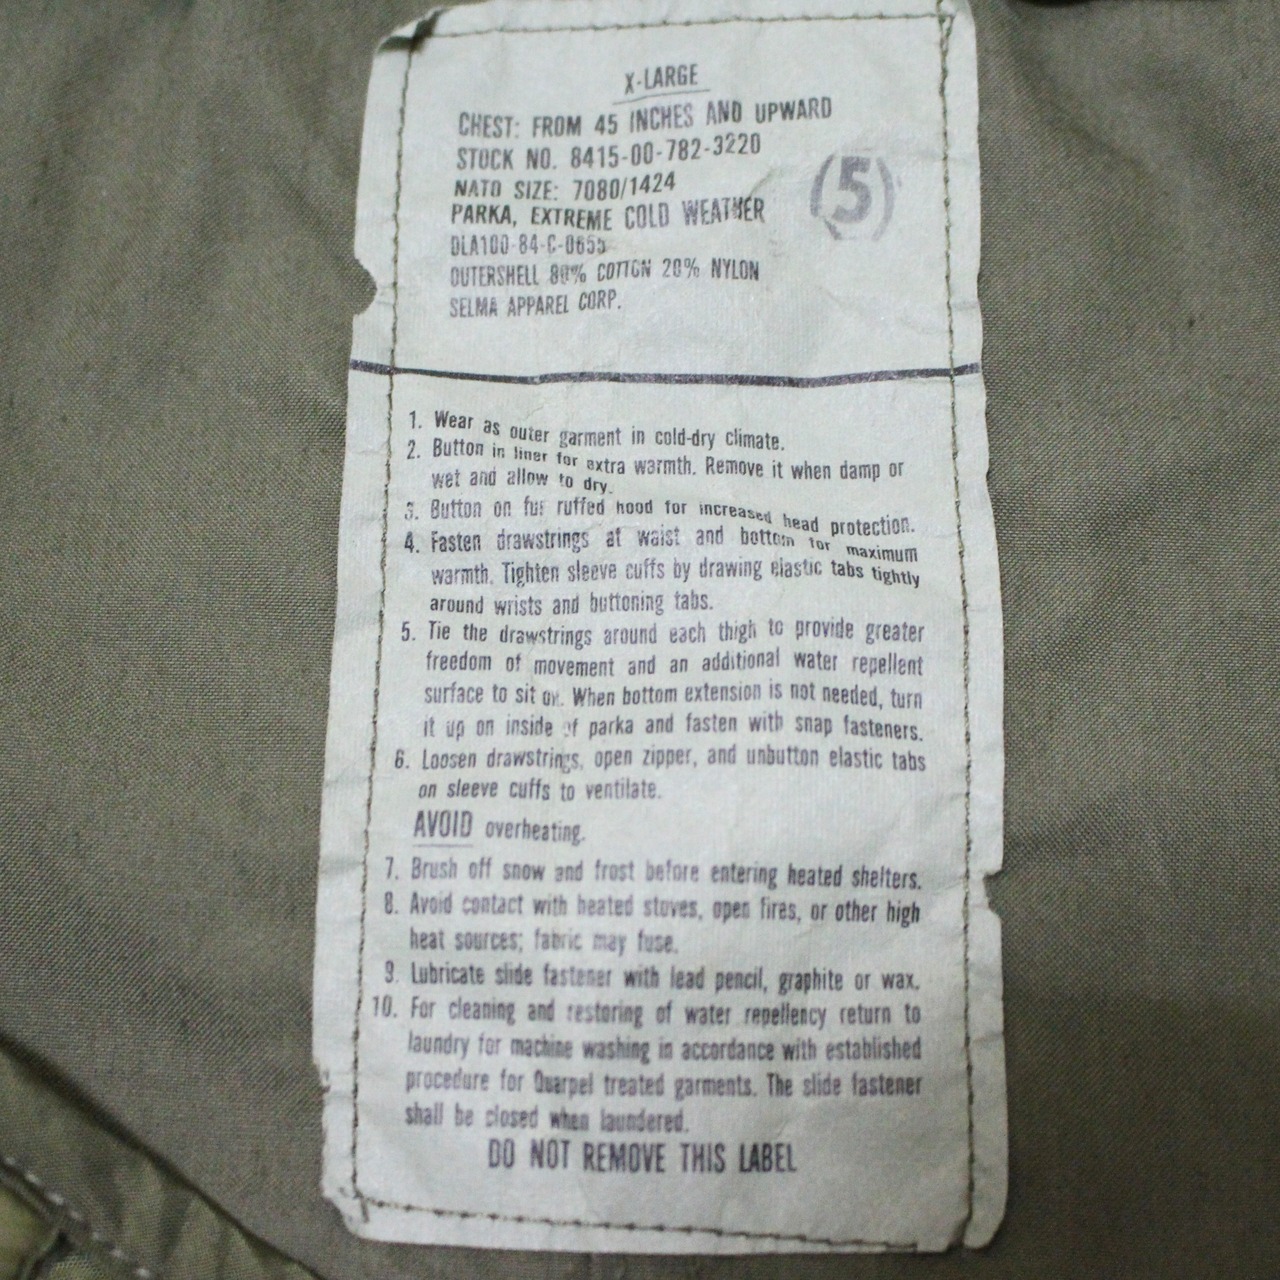 X-LARGE
CHEST: FROM 45 INCHES AND UPWARD
STOCK NO. 8415-00-782-3220
NATO SIZE: 7080/1424
(5)
PARKA, EXTREME COLD WEATHER
DLA100-84-C-0655
OUTERSHELL 80% COTTON 20% NYLON
SELMA APPAREL CORP.
1. Wear as outer garment in cold-dry climate.
2. Button in liner for extra warmth. Remove it when damp or
wet and allow to dry.
3. Button on fur ruffed hood for increased head protection.
4. Fasten drawstrings at waist and bottom for maximum
warmth. Tighten sleeve cuffs by drawing elastic tabs tightly
around wrists and buttoning tabs.
5. Tie the drawstrings around each thigh to provide greater
freedom of movement and an additional water repellent
surface to sit on. When bottom extension is not needed, turn
it up on inside of parka and fasten with snap fasteners.
6. Loosen drawstrings, open zipper, and unbutton elastic tabs
on sleeve cuffs to ventilate.
AVOID overheating.
7. Brush off snow and frost before entering heated shelters.
8. Avoid contact with heated stoves, open fires, or other high
heat sources; fabric may fuse.
9. Lubricate slide fastener with lead pencil, graphite or wax.
10. For cleaning and restoring of water repellency return to
laundry for machine washing in accordance with established
procedure for Quarpel treated garments. The slide fastener
shall be closed when laundered.
DO NOT REMOVE THIS LABEL